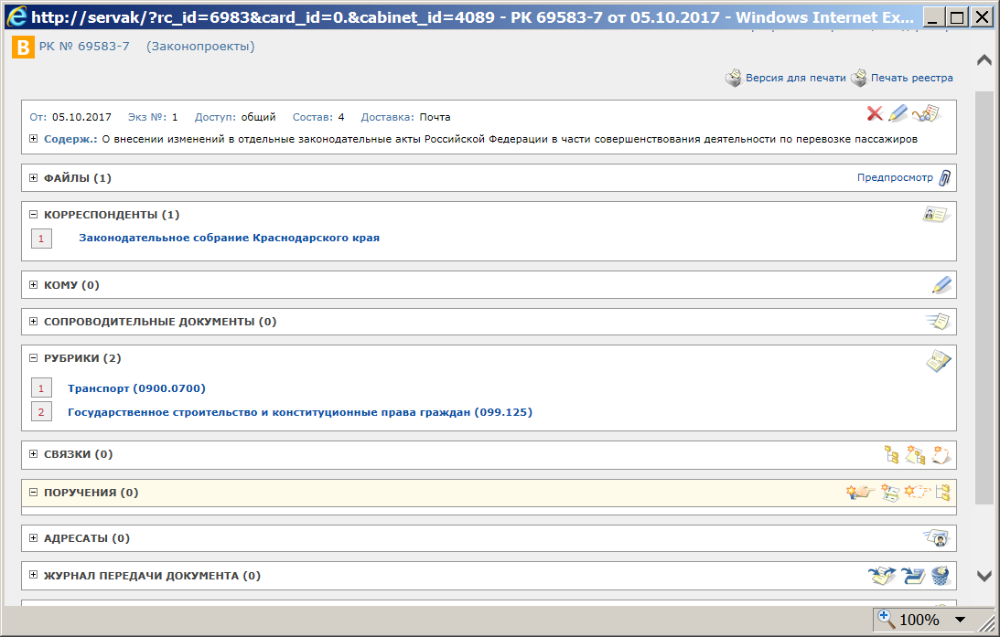 http://servak/?rc_id=6983&card_id=0.&cabinet_id=4089 - РК 69583-7 от 05.10.2017 - Windows Internet Ex...
В РК № 69583-7 (Законопроекты)
Версия для печати Печать реестра
От: 05.10.2017 Экз №: 1 Доступ: общий Состав: 4 Доставка: Почта
Содерж.: О внесении изменений в отдельные законодательные акты Российской Федерации в части совершенствования деятельности по перевозке пассажиров
ФАЙЛЫ (1) Предпросмотр
КОРРЕСПОНДЕНТЫ (1)
1 Законодательньное собрание Краснодарского края
КОМУ (0)
СОПРОВОДИТЕЛЬНЫЕ ДОКУМЕНТЫ (0)
РУБРИКИ (2)
1 Транспорт (0900.0700)
2 Государственное строительство и конституционные права граждан (099.125)
СВЯЗКИ (0)
ПОРУЧЕНИЯ (0)
АДРЕСАТЫ (0)
ЖУРНАЛ ПЕРЕДАЧИ ДОКУМЕНТА (0)
100%